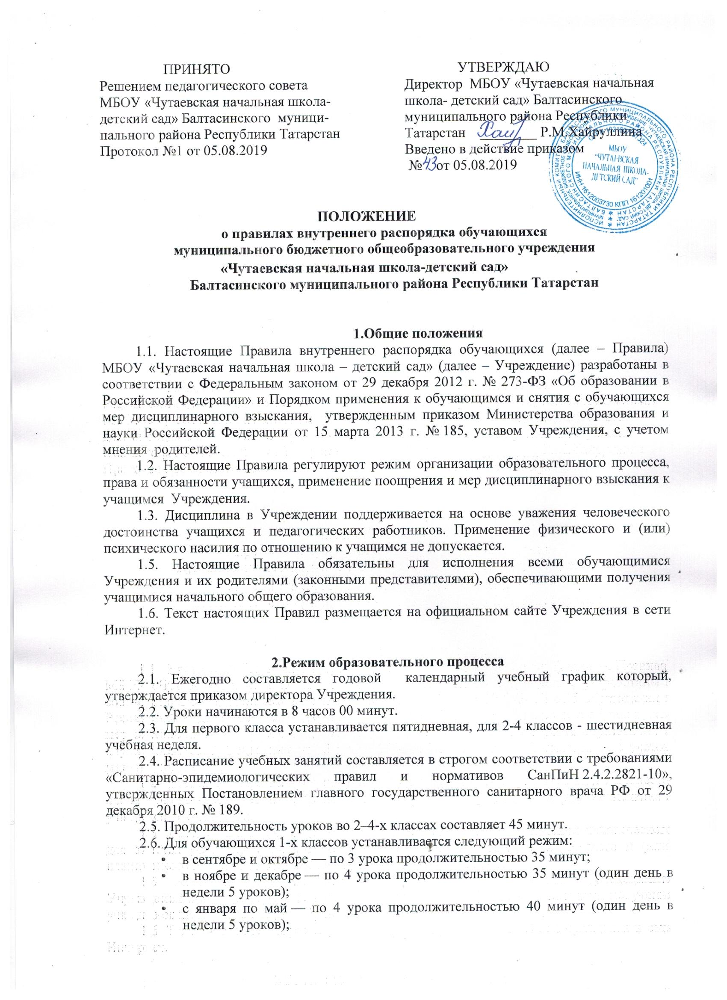 ПРИНЯТО
Решением педагогического совета
МБОУ «Чутаевская начальная школа-
детский сад» Балтасинского муници-
пального района Республики Татарстан
Протокол №1 от 05.08.2019
УТВЕРЖДАЮ
Директор МБОУ «Чутаевская начальная
школа- детский сад» Балтасинского
муниципального района Республики
Татарстан ________ Р.М.Хайруллина
Введено в действие приказом
№43 от 05.08.2019
МБОУ
"ЧУТАЕВСКАЯ
НАЧАЛЬНАЯ ШКОЛА-
ДЕТСКИЙ САД"
ИНН 1612003730 КПП 161201001
ПОЛОЖЕНИЕ
о правилах внутреннего распорядка обучающихся
муниципального бюджетного общеобразовательного учреждения
«Чутаевская начальная школа-детский сад»
Балтасинского муниципального района Республики Татарстан
1.Общие положения
1.1. Настоящие Правила внутреннего распорядка обучающихся (далее – Правила)
МБОУ «Чутаевская начальная школа – детский сад» (далее – Учреждение) разработаны в
соответствии с Федеральным законом от 29 декабря 2012 г. № 273-ФЗ «Об образовании в
Российской Федерации» и Порядком применения к обучающимся и снятия с обучающихся
мер дисциплинарного взыскания, утвержденным приказом Министерства образования и
науки Российской Федерации от 15 марта 2013 г. № 185, уставом Учреждения, с учетом
мнения родителей.
1.2. Настоящие Правила регулируют режим организации образовательного процесса,
права и обязанности учащихся, применение поощрения и мер дисциплинарного взыскания к
учащимся Учреждения.
1.3. Дисциплина в Учреждении поддерживается на основе уважения человеческого
достоинства учащихся и педагогических работников. Применение физического и (или)
психического насилия по отношению к учащимся не допускается.
1.5. Настоящие Правила обязательны для исполнения всеми обучающимися
Учреждения и их родителями (законными представителями), обеспечивающими получения
учащимися начального общего образования.
1.6. Текст настоящих Правил размещается на официальном сайте Учреждения в сети
Интернет.
2.Режим образовательного процесса
2.1. Ежегодно составляется годовой календарный учебный график который,
утверждается приказом директора Учреждения.
2.2. Уроки начинаются в 8 часов 00 минут.
2.3. Для первого класса устанавливается пятидневная, для 2-4 классов - шестидневная
учебная неделя.
2.4. Расписание учебных занятий составляется в строгом соответствии с требованиями
«Санитарно-эпидемиологических правил и нормативов СанПиН 2.4.2.2821-10»,
утвержденных Постановлением главного государственного санитарного врача РФ от 29
декабря 2010 г. № 189.
2.5. Продолжительность уроков во 2–4-х классах составляет 45 минут.
2.6. Для обучающихся 1-х классов устанавливается следующий режим:
• в сентябре и октябре — по 3 урока продолжительностью 35 минут;
• в ноябре и декабре — по 4 урока продолжительностью 35 минут (один день в
недели 5 уроков);
• с января по май — по 4 урока продолжительностью 40 минут (один день в
недели 5 уроков);